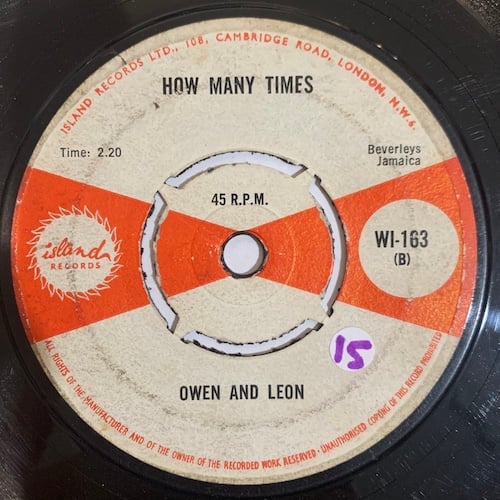 ISLAND RECORDS LTD., 108, CAMBRIDGE ROAD, LONDON, N.W.6.
HOW MANY TIMES
Time: 2.20
Beverleys
Jamaica
45 R.P.M.
island
RECORDS
WI-163
(B)
15
OWEN AND LEON
ALL RIGHTS OF THE MANUFACTURER AND OF THE OWNER OF THE RECORDED WORK RESERVED · UNAUTHORISED COPYING OF THIS RECORD PROHIBITED